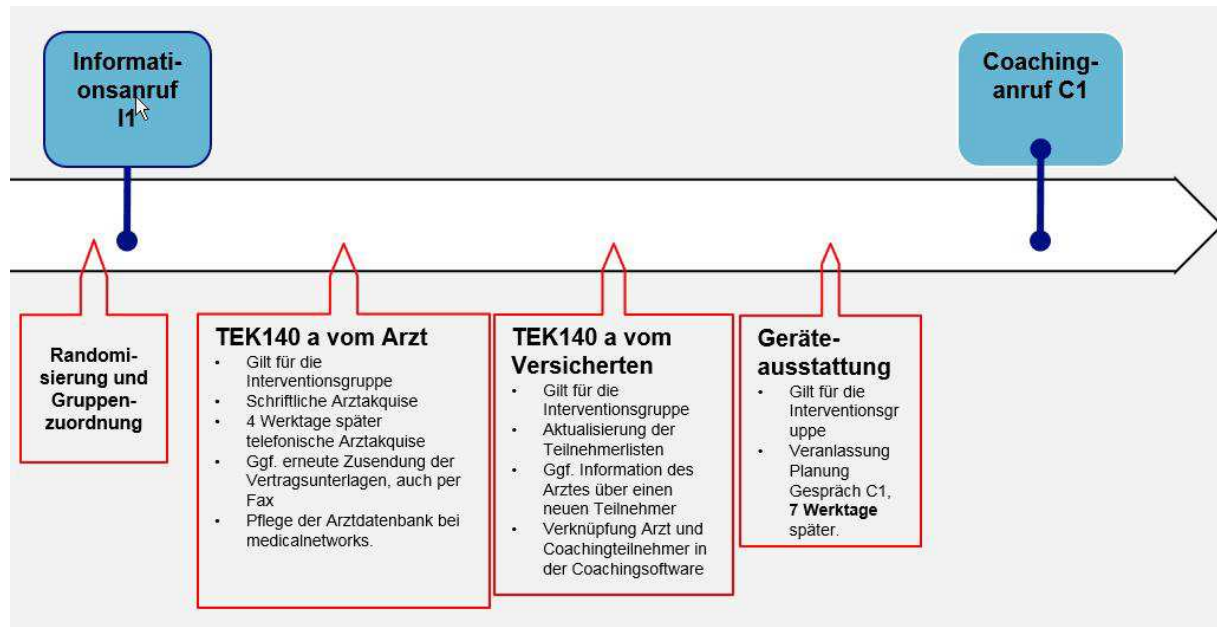 Informati-
onsanruf
I1
Coaching-
anruf C1
Randomi-
sierung und
Gruppen-
zuordnung
TEK140 a vom Arzt
• Gilt für die
Interventionsgruppe
• Schriftliche Arztakquise
• 4 Werktage später
telefonische Arztakquise
• Ggf. erneute Zusendung der
Vertragsunterlagen, auch per
Fax
• Pflege der Arztdatenbank bei
medicalnetworks.
TEK140 a vom
Versicherten
• Gilt für die
Interventionsgruppe
• Aktualisierung der
Teilnehmerlisten
• Ggf. Information des
Arztes über einen
neuen Teilnehmer
• Verknüpfung Arzt und
Coachingteilnehmer in
der Coachingsoftware
Geräte-
ausstattung
• Gilt für die
Interventionsgr
uppe
• Veranlassung
Planung
Gespräch C1,
7 Werktage
später.